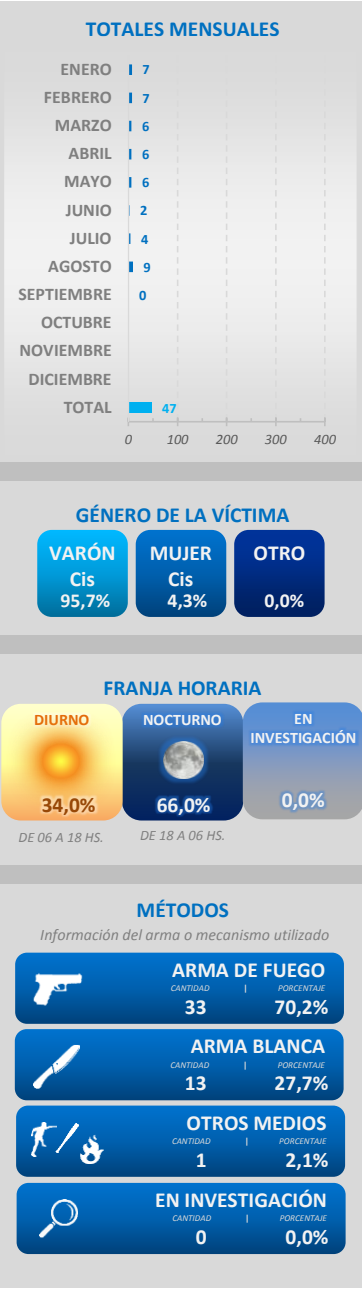 TOTALES MENSUALES
ENERO 7
FEBRERO 7
MARZO 6
ABRIL 6
MAYO 6
JUNIO 2
JULIO 4
AGOSTO 9
SEPTIEMBRE 0
OCTUBRE
NOVIEMBRE
DICIEMBRE
TOTAL 47
0 100 200 300 400
GÉNERO DE LA VÍCTIMA
VARÓN MUJER OTRO
Cis Cis
95,7% 4,3% 0,0%
FRANJA HORARIA
DIURNO NOCTURNO EN
INVESTIGACIÓN
34,0% 66,0% 0,0%
DE 06 A 18 HS. DE 18 A 06 HS.
MÉTODOS
Información del arma o mecanismo utilizado
ARMA DE FUEGO
CANTIDAD | PORCENTAJE
33 70,2%
ARMA BLANCA
CANTIDAD | PORCENTAJE
13 27,7%
OTROS MEDIOS
CANTIDAD | PORCENTAJE
1 2,1%
EN INVESTIGACIÓN
CANTIDAD | PORCENTAJE
0 0,0%